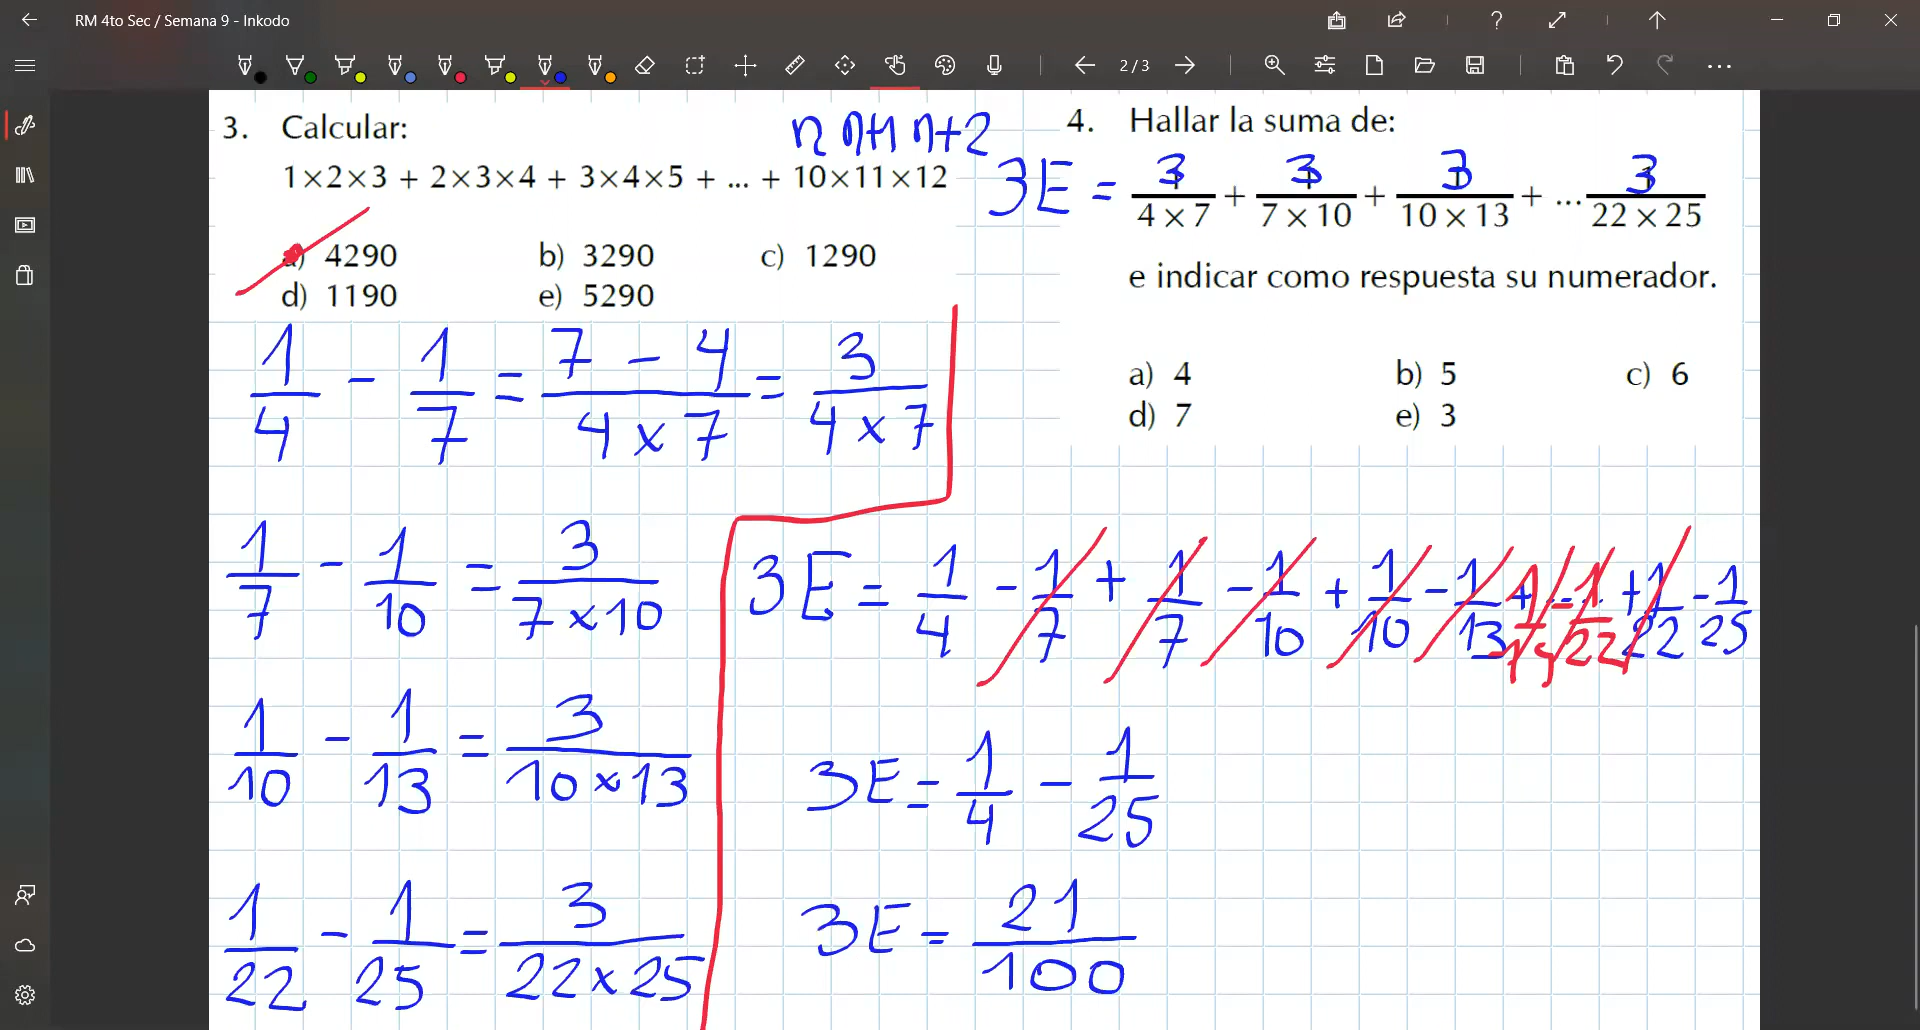 RM 4to Sec / Semana 9 - Inkodo
2 / 3
3. Calcular:
n n+1 n+2
1×2×3 + 2×3×4 + 3×4×5 + ... + 10×11×12
a) 4290 b) 3290 c) 1290
d) 1190 e) 5290
4. Hallar la suma de:
3E = 3/(4 × 7) + 3/(7 × 10) + 3/(10 × 13) + ... 3/(22 × 25)
e indicar como respuesta su numerador.
a) 4 b) 5 c) 6
d) 7 e) 3
1/4 - 1/7 = (7 - 4)/(4 x 7) = 3/(4 x 7)
1/7 - 1/10 = 3/(7 x 10)
1/10 - 1/13 = 3/(10 x 13)
1/22 - 1/25 = 3/(22 x 25)
3E = 1/4 - 1/7 + 1/7 - 1/10 + 1/10 - 1/13 + 1/19 - 1/22 + 1/22 - 1/25
3E = 1/4 - 1/25
3E = 21/100